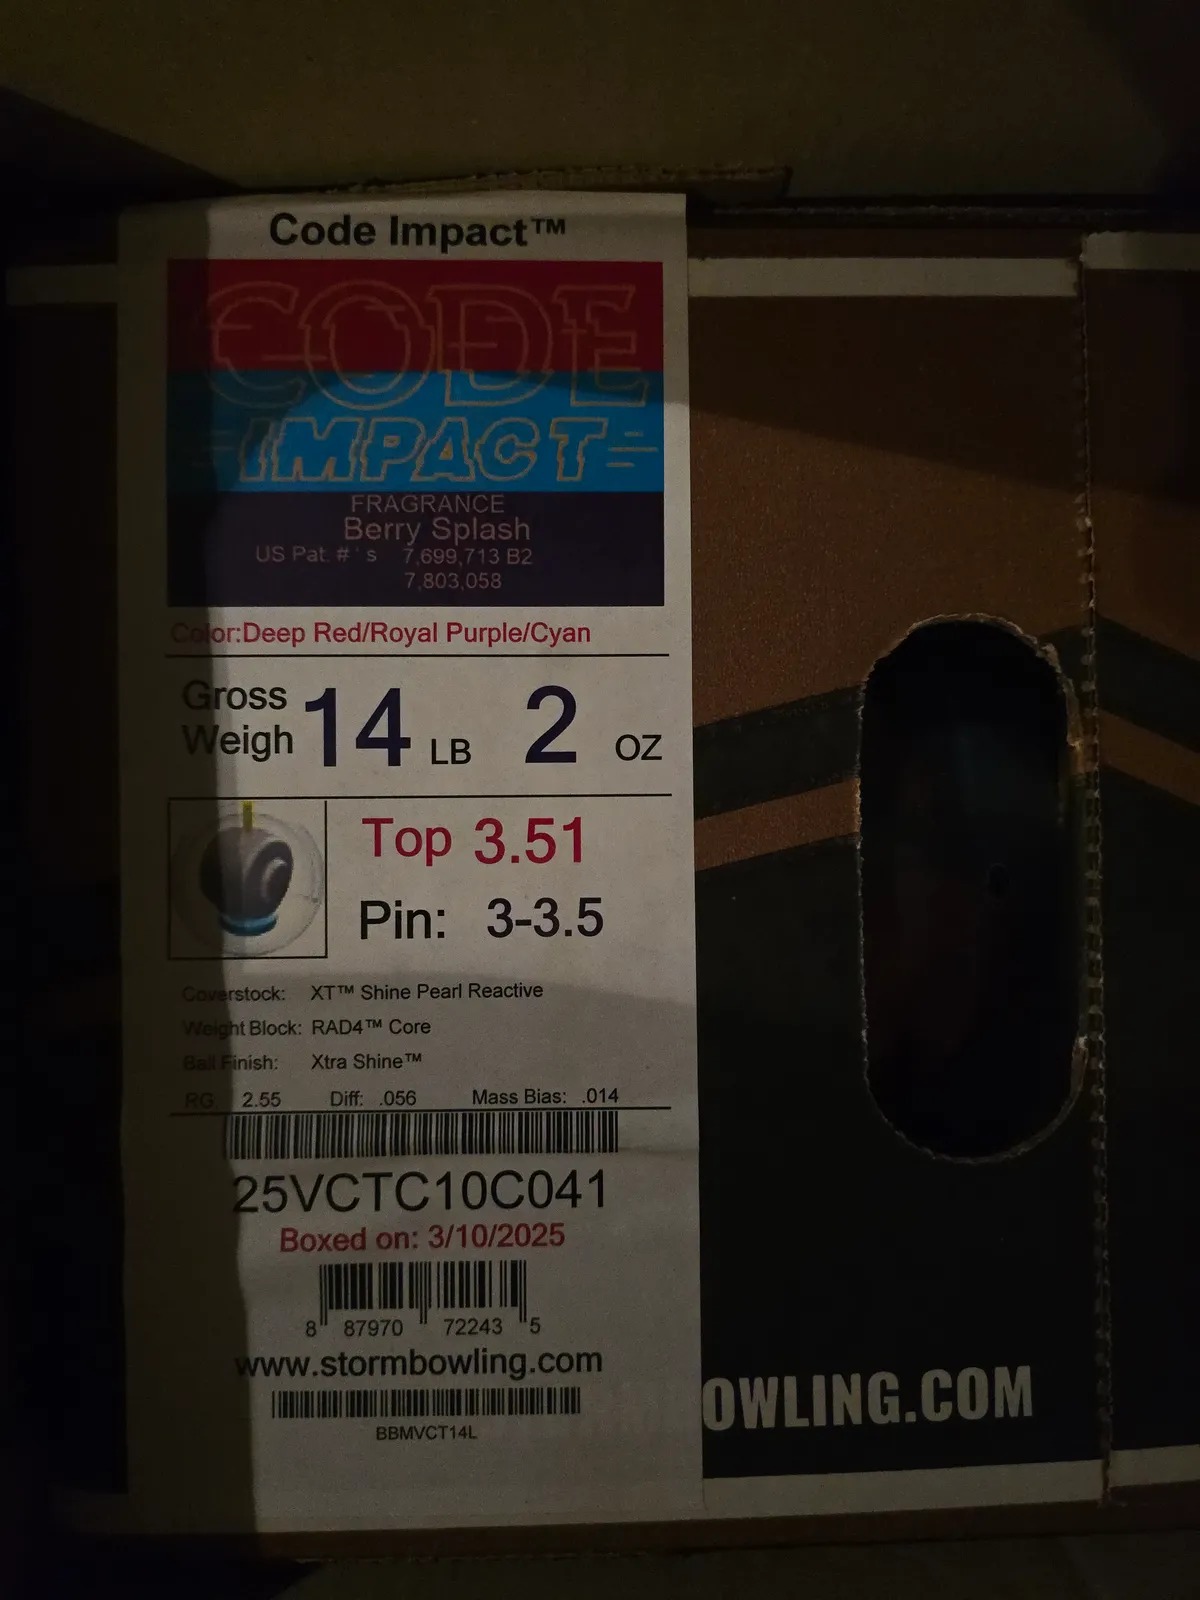 Code Impact™
CODE
IMPACT
FRAGRANCE
Berry Splash
US Pat. #'s 7,699,713 B2
7,803,058
Color:Deep Red/Royal Purple/Cyan
Gross Weigh 14 LB 2 OZ
Top 3.51
Pin: 3-3.5
Coverstock: XT™ Shine Pearl Reactive
Weight Block: RAD4™ Core
Ball Finish: Xtra Shine™
RG 2.55 Diff: .056 Mass Bias: .014
25VCTC10C041
Boxed on: 3/10/2025
8 87970 72243 5
www.stormbowling.com
BBMVCT14L
OWLING.COM